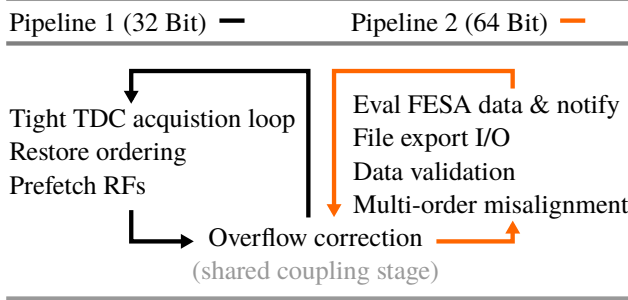 Pipeline 1 (32 Bit)
Pipeline 2 (64 Bit)
Tight TDC acquistion loop
Restore ordering
Prefetch RFs
Eval FESA data & notify
File export I/O
Data validation
Multi-order misalignment
Overflow correction
(shared coupling stage)